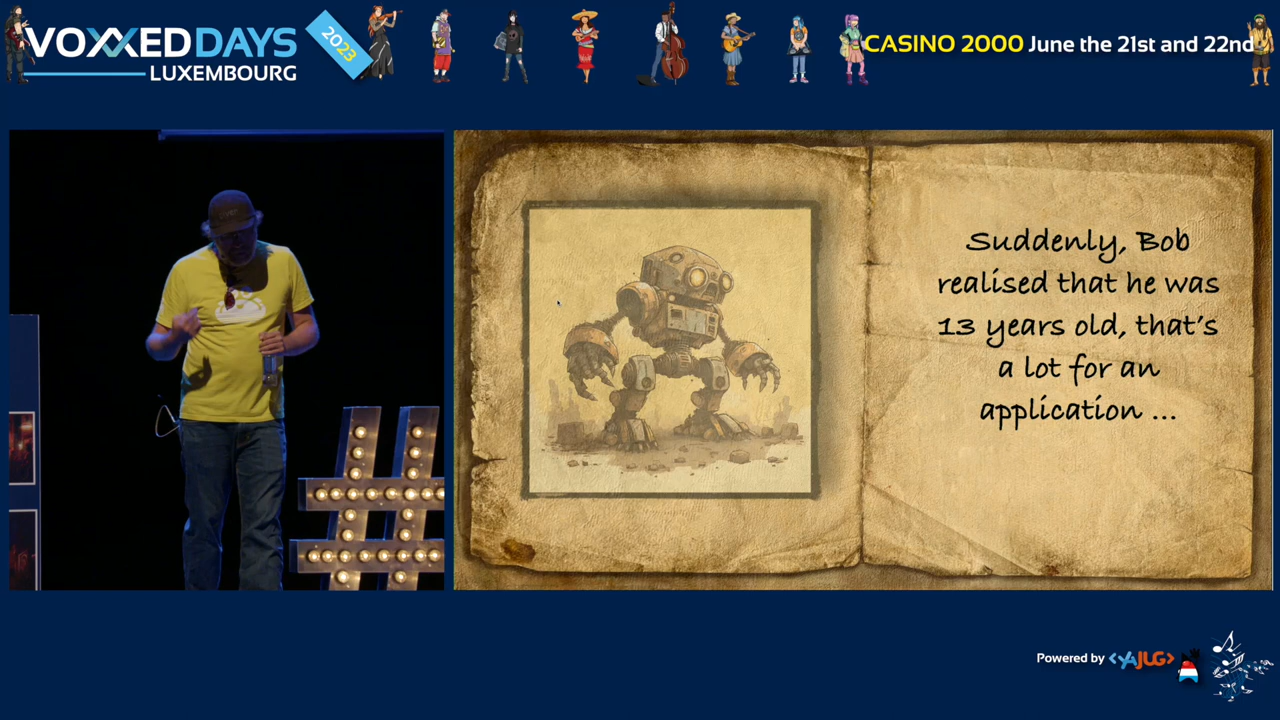 VOXXEDDAYS
LUXEMBOURG
2023
CASINO 2000 June the 21st and 22nd
Suddenly, Bob
realised that he was
13 years old, that's
a lot for an
application ...
#
Powered by <YAJUG>